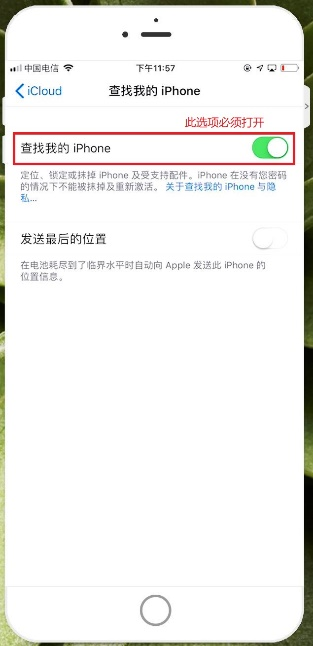 中国电信 下午11:57
iCloud 查找我的 iPhone
此选项必须打开
查找我的 iPhone
定位、锁定或抹掉 iPhone 及受支持配件。iPhone 在没有您密码
的情况下不能被抹掉及重新激活。关于查找我的 iPhone 与隐
私...
发送最后的位置
在电池耗尽到了临界水平时自动向 Apple 发送此 iPhone 的
位置信息。